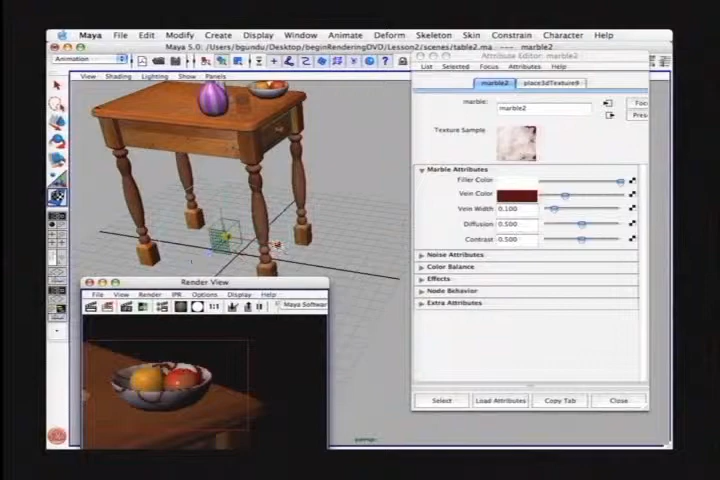 Maya File Edit Modify Create Display Window Animate Deform Skeleton Skin Constrain Character Help
Maya 5.0: /Users/bgundu/Desktop/beginRenderingDVD/Lesson2/scenes/table2.ma --- marble2
Animation
View Shading Lighting Show Panels
Attribute Editor: marble2
List Selected Focus Attributes Help
marble2 place3dTexture9
marble: marble2
Focus
Texture Sample
Marble Attributes
Filler Color
Vein Color
Vein Width 0.100
Diffusion 0.500
Contrast 0.500
Noise Attributes
Color Balance
Effects
Node Behavior
Extra Attributes
Select Load Attributes Copy Tab Close
Render View
File View Render IPR Options Display Help
1:1 Maya Softwar
persp